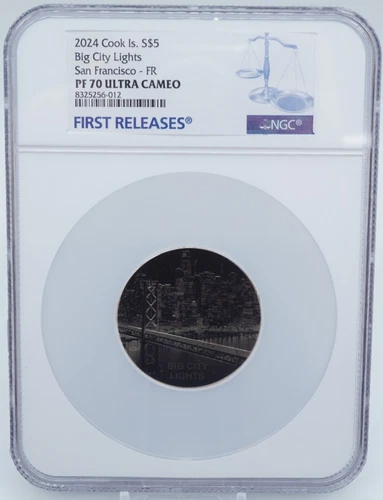 2024 Cook Is. S$5
Big City Lights
San Francisco - FR
PF 70 ULTRA CAMEO
8325256-012
FIRST RELEASES®
NGC®
BIG CITY
LIGHTS